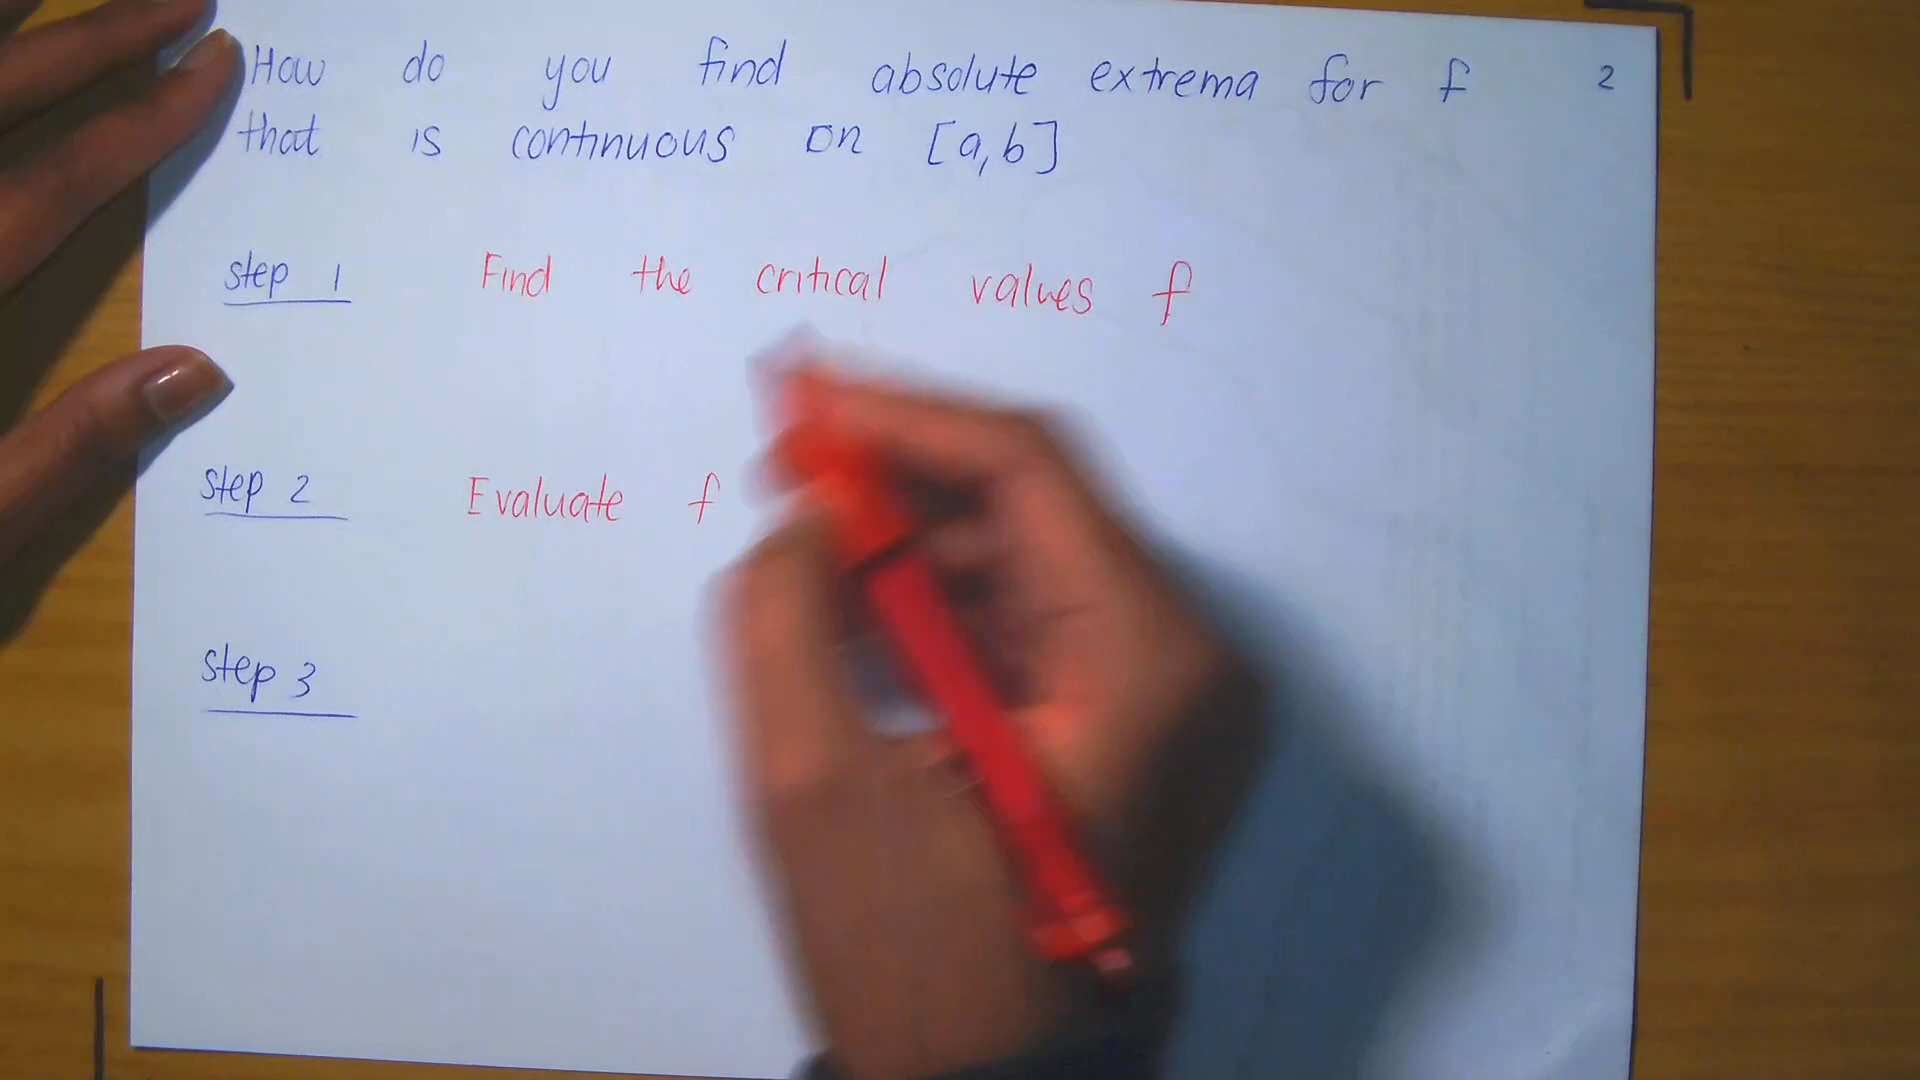 How do you find absolute extrema for f 2
that is continuous on [a,b]
step 1 Find the critical values f
step 2 Evaluate f
step 3